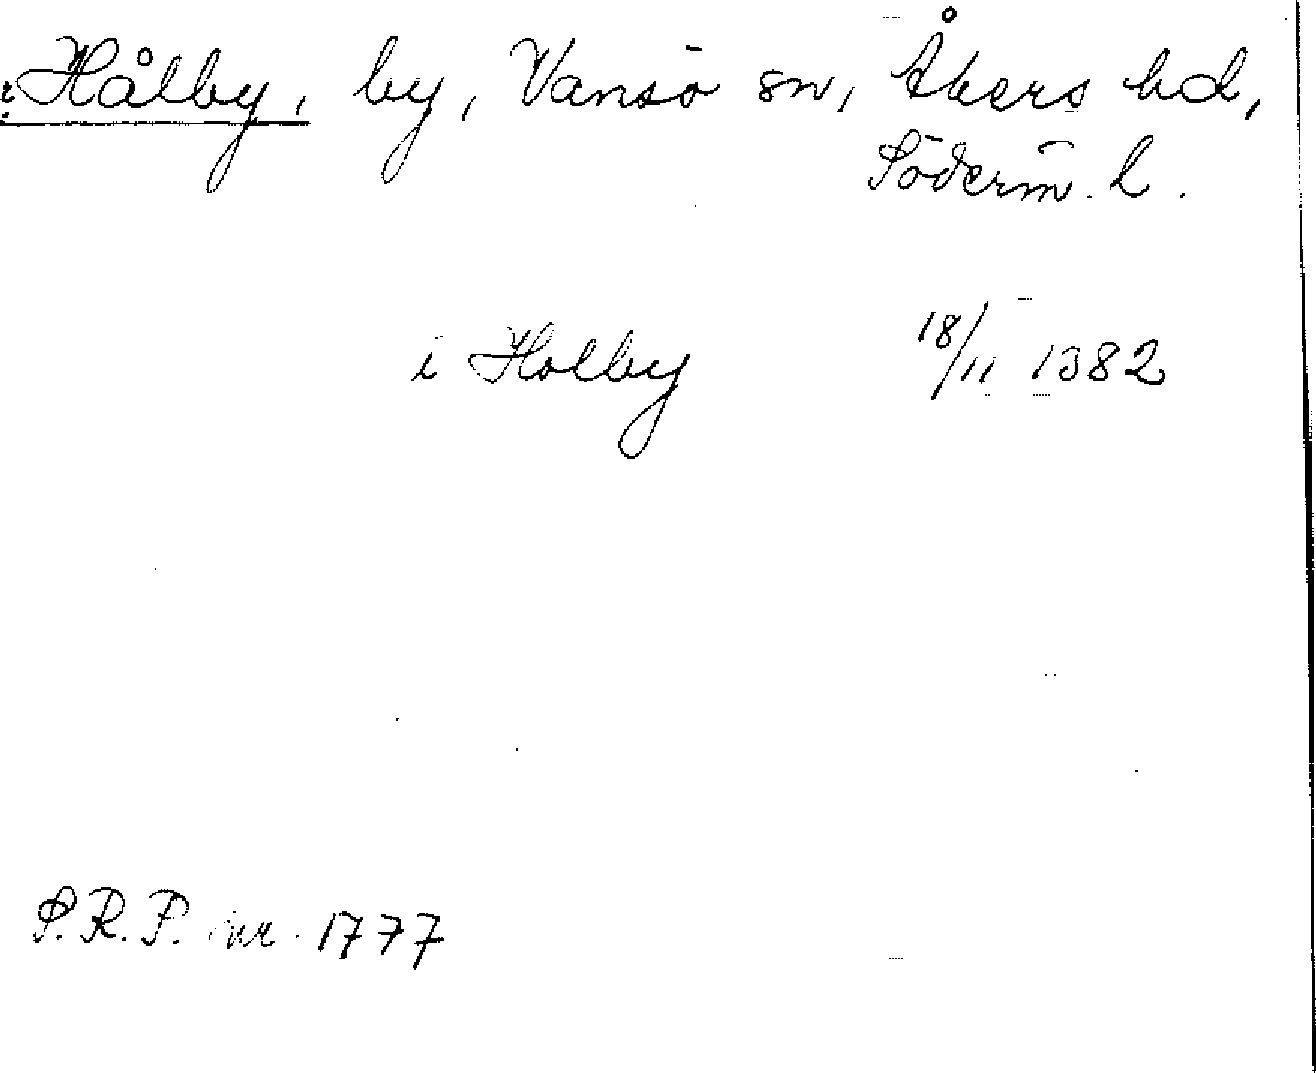 Hålby, by, Vansö sn, Åkers hd,
Söderm. l.
i Holby 18/11 1382
S.R.P. nr 1777